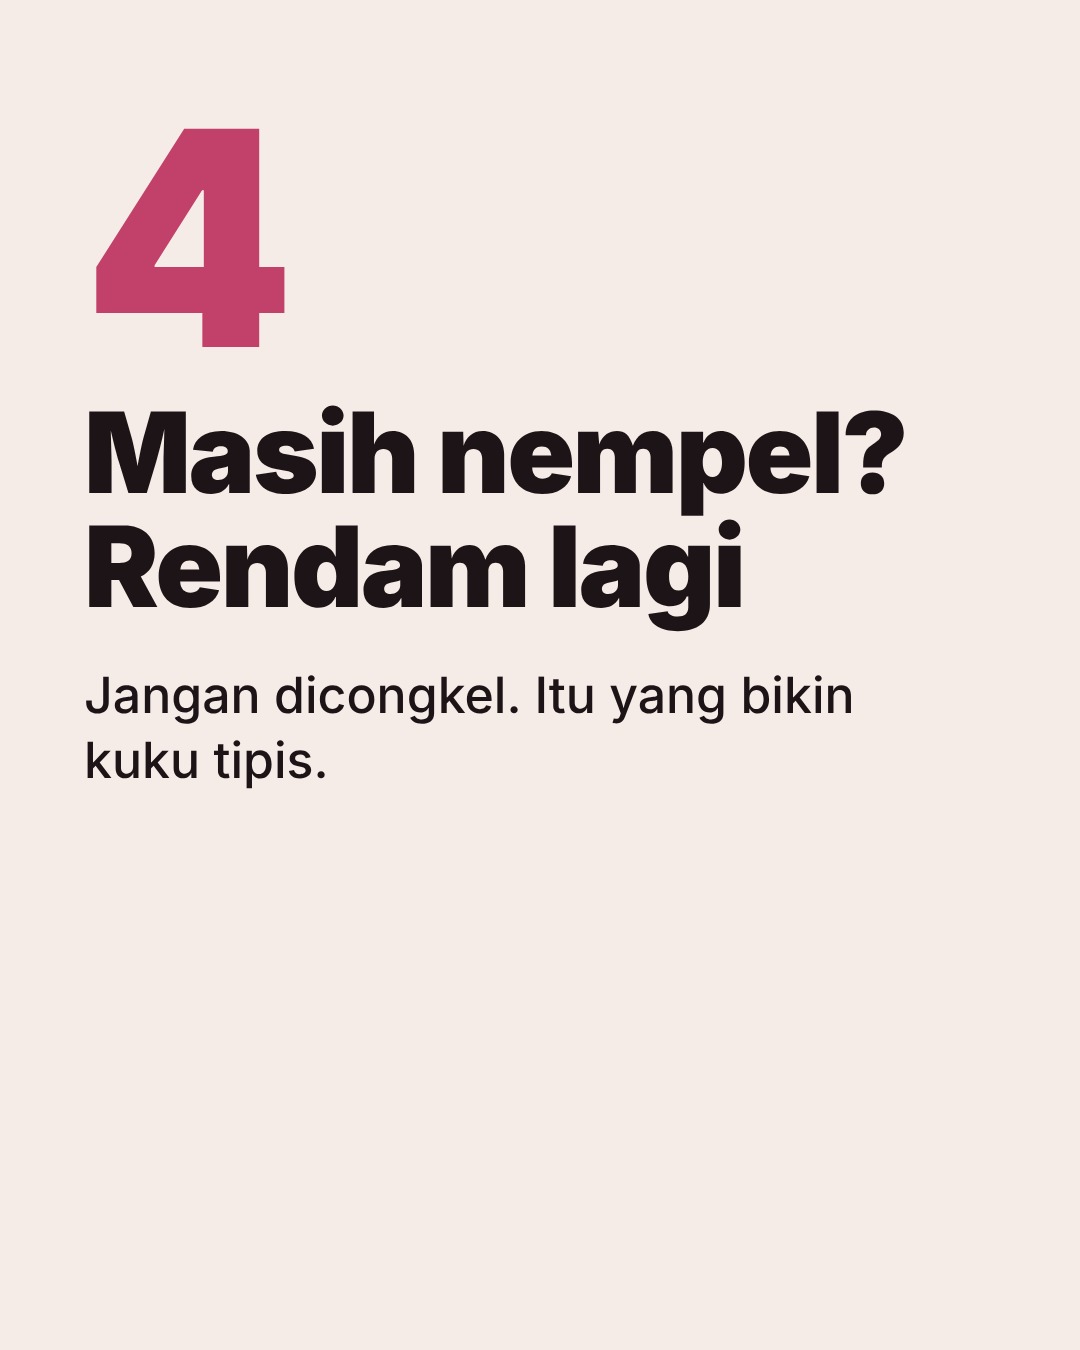 4
Masih nempel?
Rendam lagi
Jangan dicongkel. Itu yang bikin
kuku tipis.